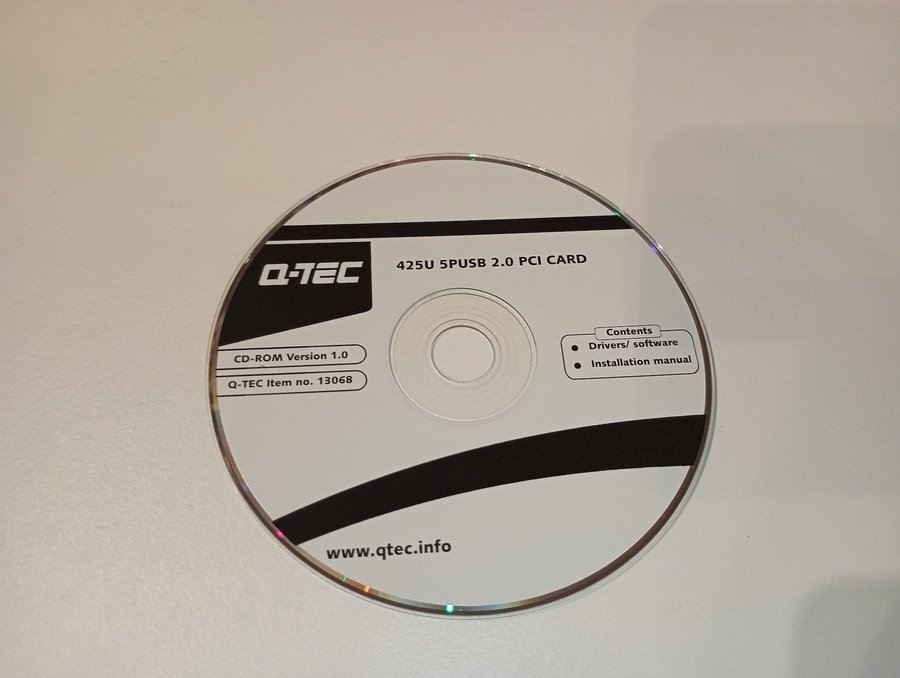 Q-TEC
425U 5PUSB 2.0 PCI CARD
CD-ROM Version 1.0
Q-TEC Item no. 13068
Contents
● Drivers/ software
● Installation manual
www.qtec.info